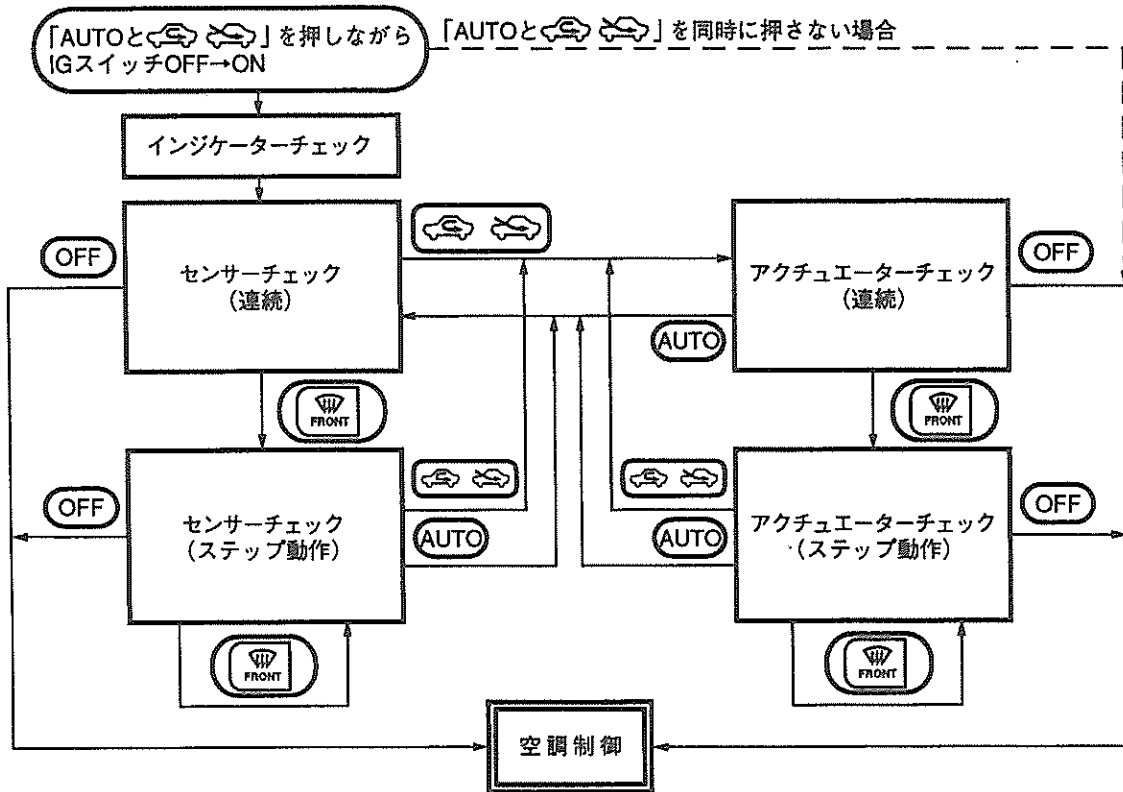 「AUTOと 」を押しながら
IGスイッチOFF→ON
「AUTOと 」を同時に押さない場合
インジケーターチェック
OFF
センサーチェック
(連続)
アクチュエーターチェック
(連続)
OFF
AUTO
FRONT
FRONT
OFF
センサーチェック
(ステップ動作)
AUTO
AUTO
アクチュエーターチェック
(ステップ動作)
OFF
FRONT
FRONT
空調制御